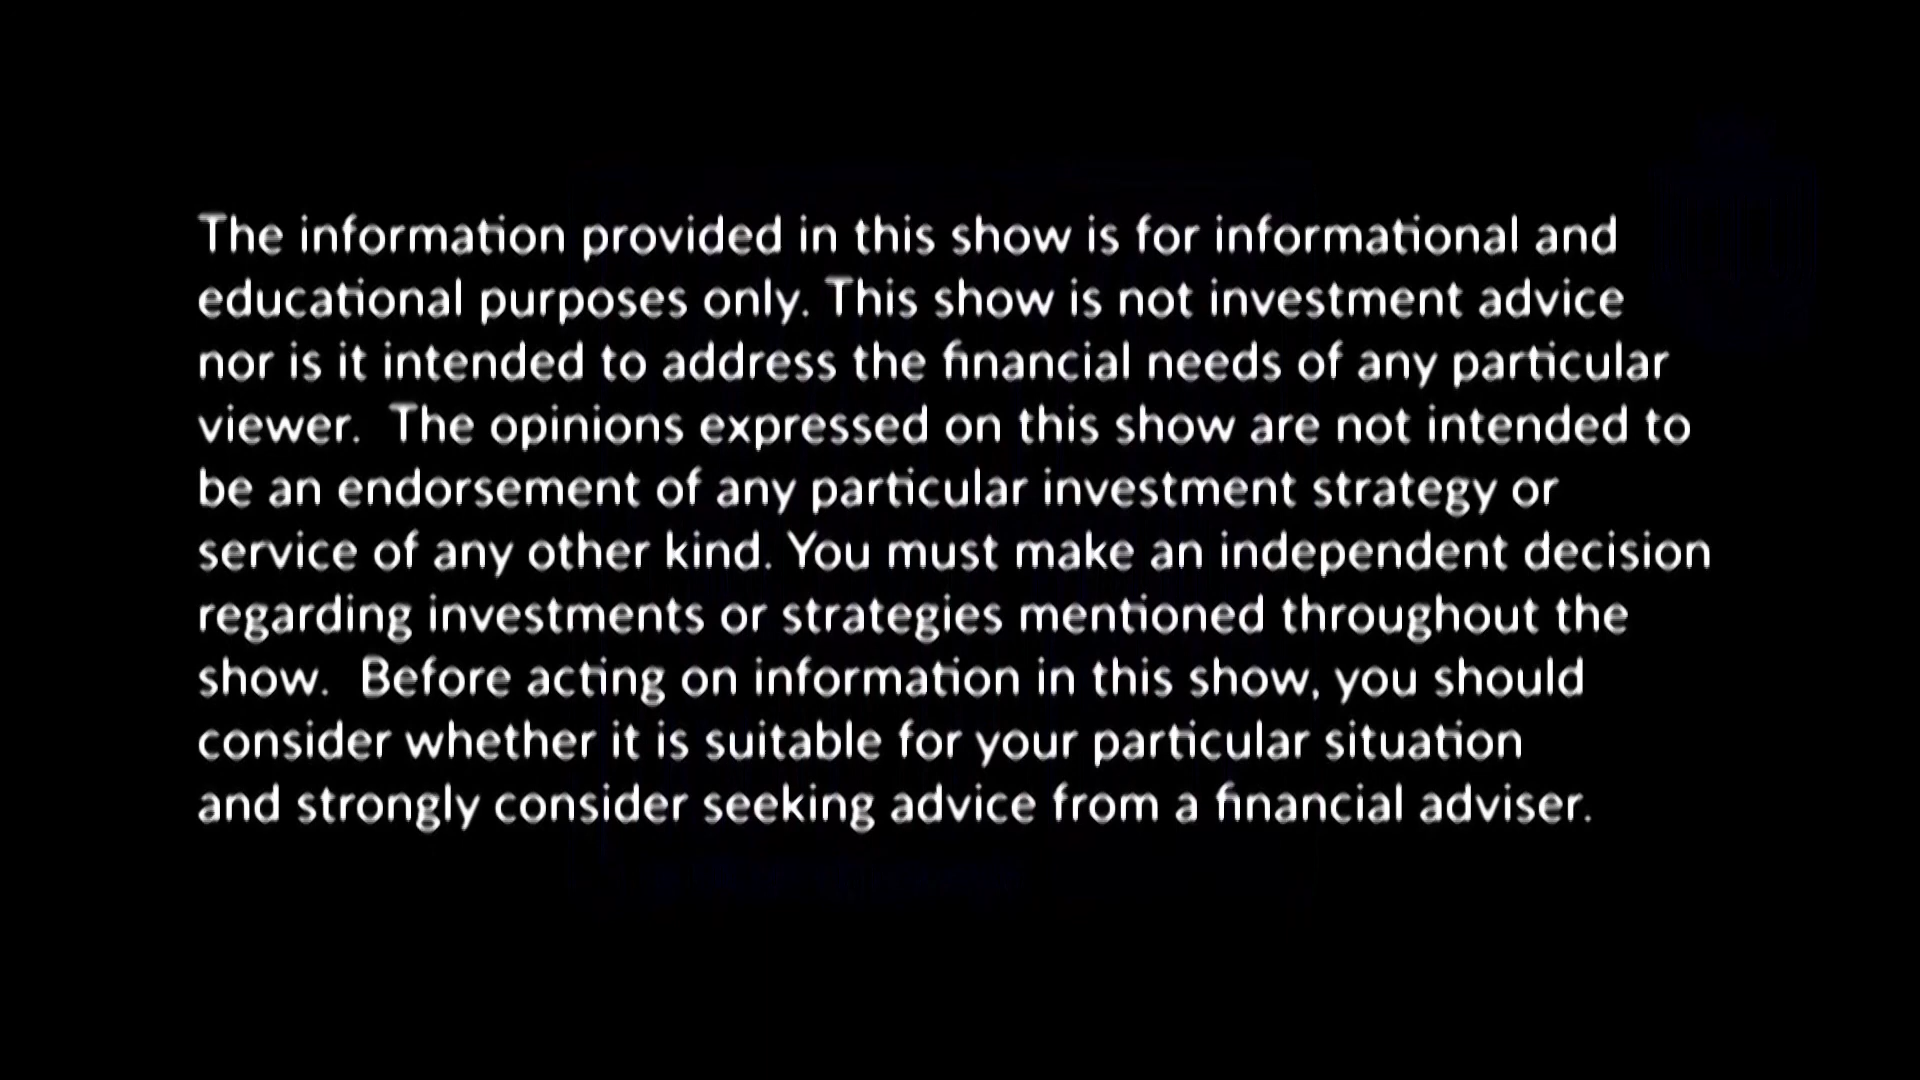 The information provided in this show is for informational and
educational purposes only. This show is not investment advice
nor is it intended to address the financial needs of any particular
viewer.  The opinions expressed on this show are not intended to
be an endorsement of any particular investment strategy or
service of any other kind. You must make an independent decision
regarding investments or strategies mentioned throughout the
show.  Before acting on information in this show, you should
consider whether it is suitable for your particular situation
and strongly consider seeking advice from a financial adviser.